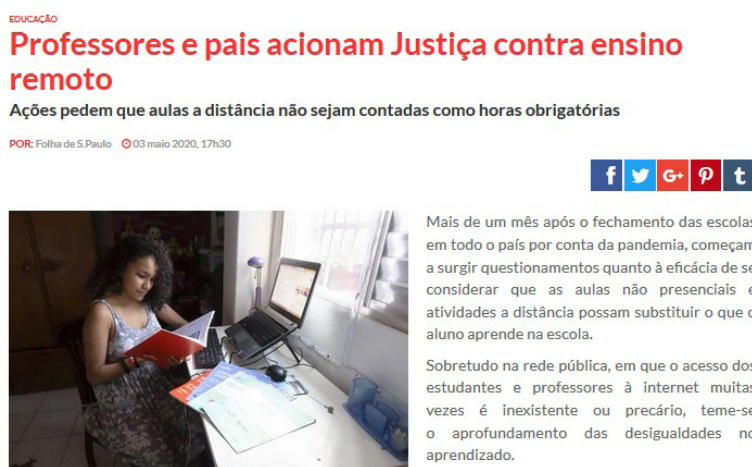 EDUCAÇÃO
Professores e pais acionam Justiça contra ensino
remoto
Ações pedem que aulas a distância não sejam contadas como horas obrigatórias
POR: Folha de S.Paulo 03 maio 2020, 17h30
f G+ t
Mais de um mês após o fechamento das escolas
em todo o país por conta da pandemia, começam
a surgir questionamentos quanto à eficácia de se
considerar que as aulas não presenciais e
atividades a distância possam substituir o que o
aluno aprende na escola.
Sobretudo na rede pública, em que o acesso dos
estudantes e professores à internet muitas
vezes é inexistente ou precário, teme-se
o aprofundamento das desigualdades no
aprendizado.